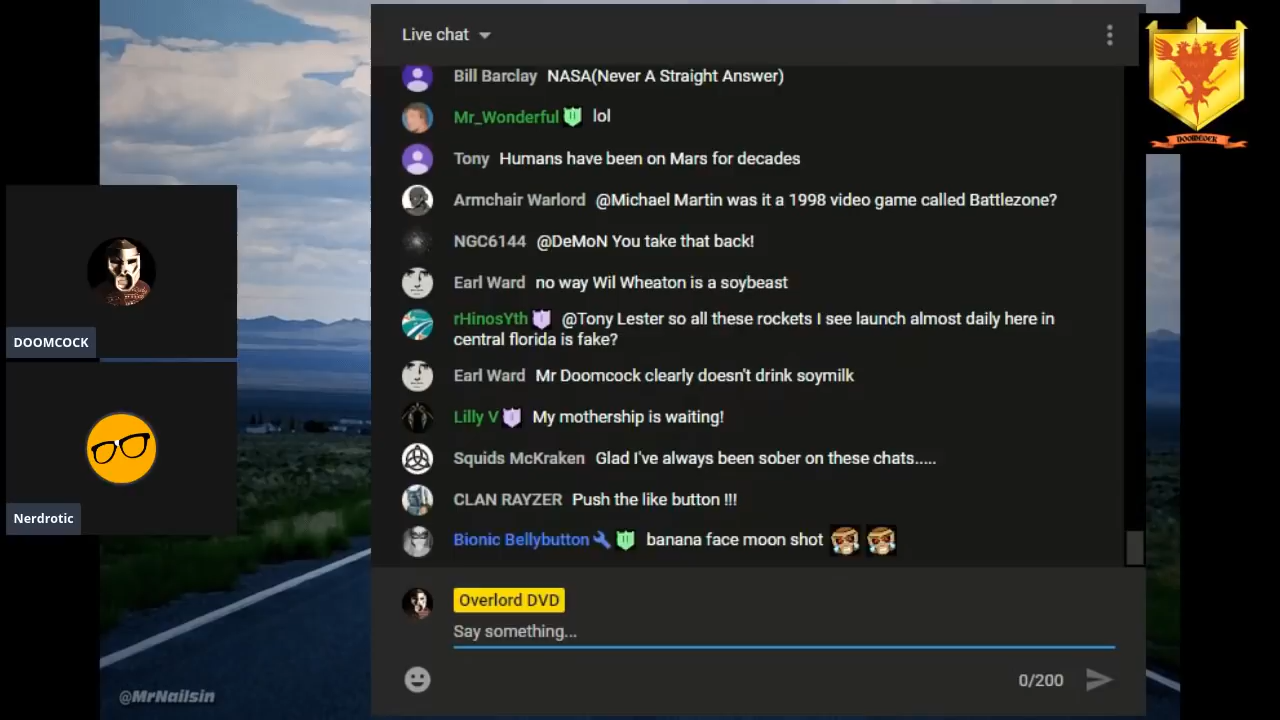 Live chat
Bill Barclay NASA(Never A Straight Answer)
Mr_Wonderful lol
Tony Humans have been on Mars for decades
Armchair Warlord @Michael Martin was it a 1998 video game called Battlezone?
NGC6144 @DeMoN You take that back!
Earl Ward no way Wil Wheaton is a soybeast
rHinosYth @Tony Lester so all these rockets I see launch almost daily here in
central florida is fake?
Earl Ward Mr Doomcock clearly doesn't drink soymilk
Lilly V My mothership is waiting!
Squids McKraken Glad I've always been sober on these chats.....
CLAN RAYZER Push the like button !!!
Bionic Bellybutton banana face moon shot
Overlord DVD
Say something...
0/200
DOOMCOCK
Nerdrotic
@MrNailsin
DOOMCOCK